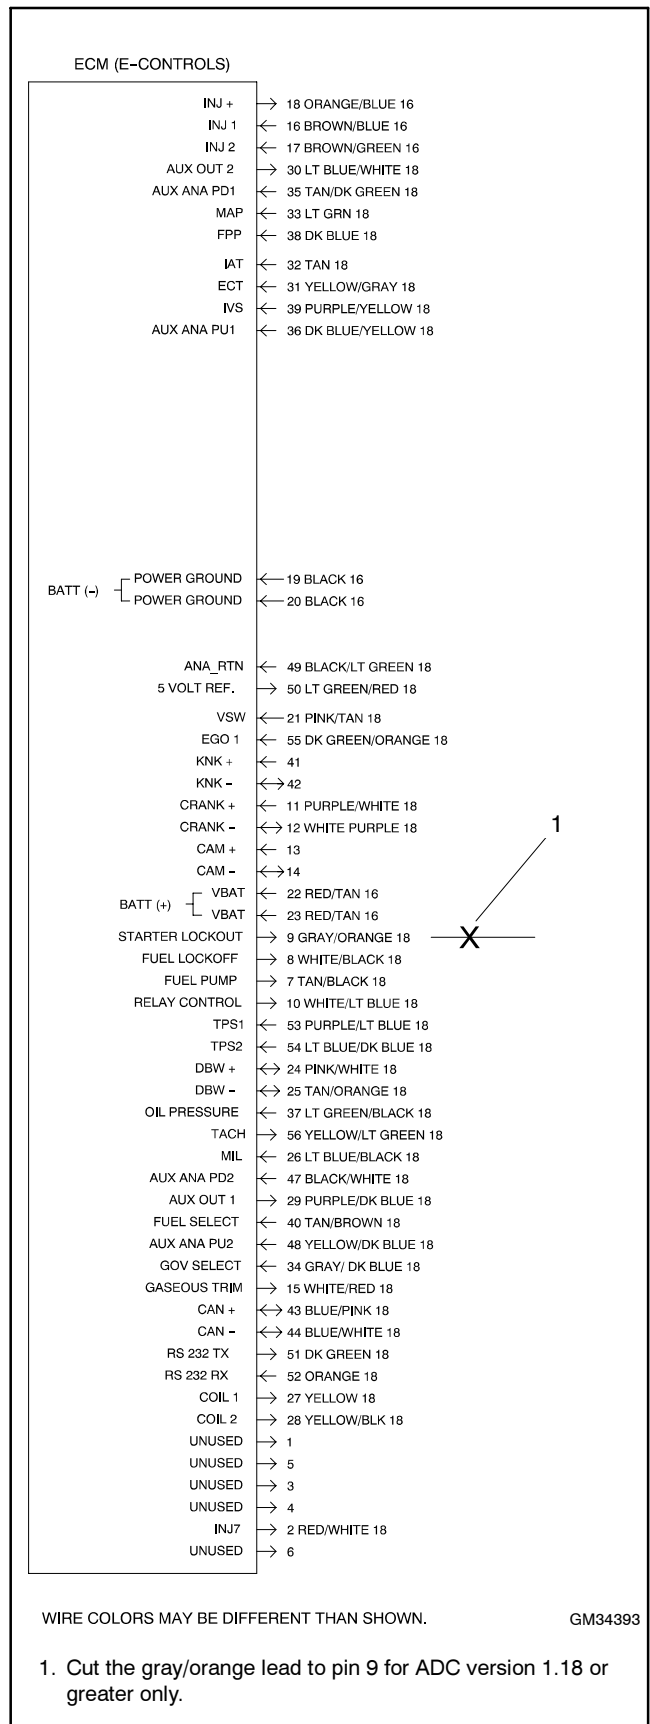 ECM (E-CONTROLS)
INJ + 18 ORANGE/BLUE 16
INJ 1 16 BROWN/BLUE 16
INJ 2 17 BROWN/GREEN 16
AUX OUT 2 30 LT BLUE/WHITE 18
AUX ANA PD1 35 TAN/DK GREEN 18
MAP 33 LT GRN 18
FPP 38 DK BLUE 18
IAT 32 TAN 18
ECT 31 YELLOW/GRAY 18
IVS 39 PURPLE/YELLOW 18
AUX ANA PU1 36 DK BLUE/YELLOW 18
BATT (-)
POWER GROUND 19 BLACK 16
POWER GROUND 20 BLACK 16
ANA_RTN 49 BLACK/LT GREEN 18
5 VOLT REF. 50 LT GREEN/RED 18
VSW 21 PINK/TAN 18
EGO 1 55 DK GREEN/ORANGE 18
KNK + 41
KNK - 42
CRANK + 11 PURPLE/WHITE 18
CRANK - 12 WHITE PURPLE 18
1
CAM + 13
CAM - 14
BATT (+)
VBAT 22 RED/TAN 16
VBAT 23 RED/TAN 16
STARTER LOCKOUT 9 GRAY/ORANGE 18 X
FUEL LOCKOFF 8 WHITE/BLACK 18
FUEL PUMP 7 TAN/BLACK 18
RELAY CONTROL 10 WHITE/LT BLUE 18
TPS1 53 PURPLE/LT BLUE 18
TPS2 54 LT BLUE/DK BLUE 18
DBW + 24 PINK/WHITE 18
DBW - 25 TAN/ORANGE 18
OIL PRESSURE 37 LT GREEN/BLACK 18
TACH 56 YELLOW/LT GREEN 18
MIL 26 LT BLUE/BLACK 18
AUX ANA PD2 47 BLACK/WHITE 18
AUX OUT 1 29 PURPLE/DK BLUE 18
FUEL SELECT 40 TAN/BROWN 18
AUX ANA PU2 48 YELLOW/DK BLUE 18
GOV SELECT 34 GRAY/ DK BLUE 18
GASEOUS TRIM 15 WHITE/RED 18
CAN + 43 BLUE/PINK 18
CAN - 44 BLUE/WHITE 18
RS 232 TX 51 DK GREEN 18
RS 232 RX 52 ORANGE 18
COIL 1 27 YELLOW 18
COIL 2 28 YELLOW/BLK 18
UNUSED 1
UNUSED 5
UNUSED 3
UNUSED 4
INJ7 2 RED/WHITE 18
UNUSED 6
WIRE COLORS MAY BE DIFFERENT THAN SHOWN.
GM34393
1. Cut the gray/orange lead to pin 9 for ADC version 1.18 or
greater only.